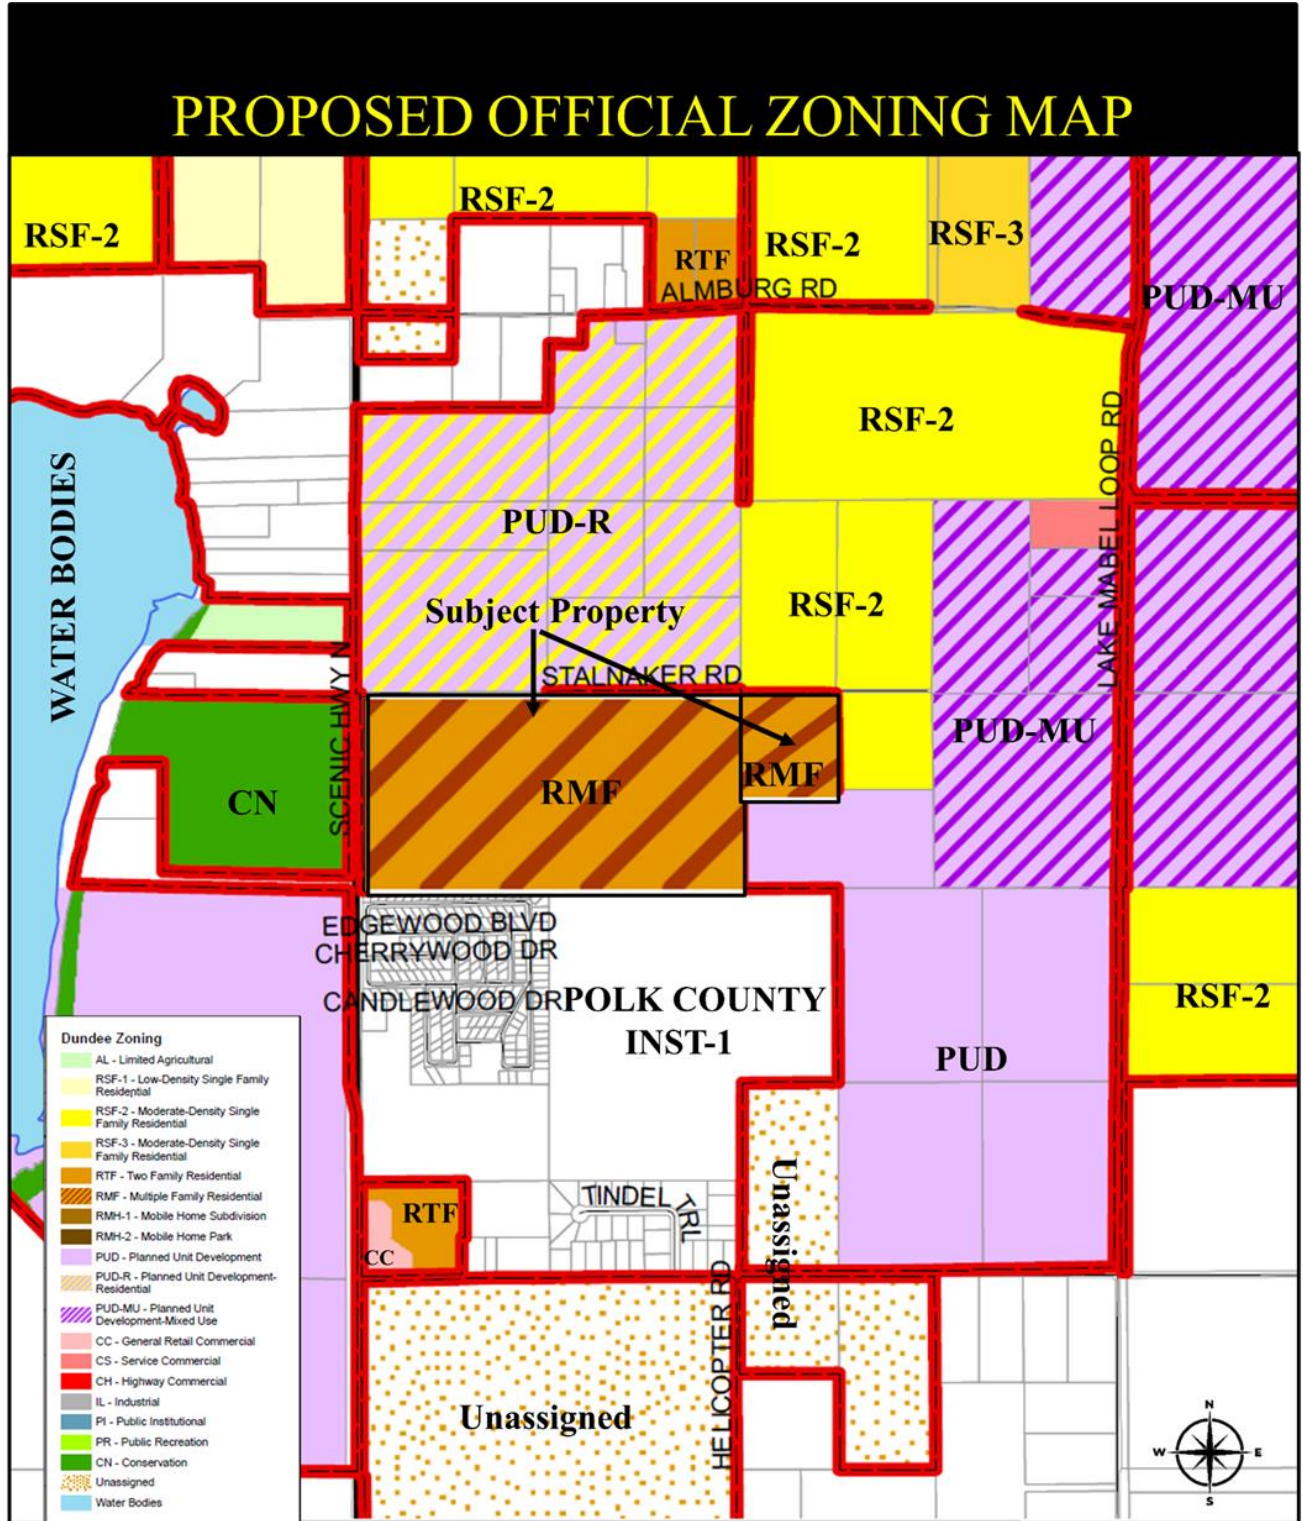 PROPOSED OFFICIAL ZONING MAP
RSF-2
RSF-2
RSF-2
RSF-3
RTF
ALMBURG RD
PUD-MU
RSF-2
LAKE MABEL LOOP RD
WATER BODIES
PUD-R
RSF-2
Subject Property
STALNAKER RD
SCENIC HWY N
PUD-MU
RMF
RMF
CN
EDGEWOOD BLVD
CHERRYWOOD DR
CANDLEWOOD DR
POLK COUNTY
INST-1
RSF-2
PUD
Unassigned
TINDEL TRL
RTF
CC
HELICOPTER RD
Unassigned
Dundee Zoning
AL - Limited Agricultural
RSF-1 - Low-Density Single Family
Residential
RSF-2 - Moderate-Density Single
Family Residential
RSF-3 - Moderate-Density Single
Family Residential
RTF - Two Family Residential
RMF - Multiple Family Residential
RMH-1 - Mobile Home Subdivision
RMH-2 - Mobile Home Park
PUD - Planned Unit Development
PUD-R - Planned Unit Development-
Residential
PUD-MU - Planned Unit
Development-Mixed Use
CC - General Retail Commercial
CS - Service Commercial
CH - Highway Commercial
IL - Industrial
PI - Public Institutional
PR - Public Recreation
CN - Conservation
Unassigned
Water Bodies
N
W E
S